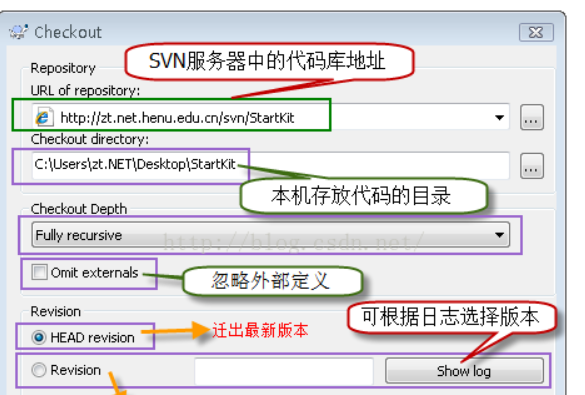 Checkout
Repository
SVN服务器中的代码库地址
URL of repository:
http://zt.net.henu.edu.cn/svn/StartKit
...
Checkout directory:
C:\Users\zt.NET\Desktop\StartKit
...
本机存放代码的目录
Checkout Depth
Fully recursive
http://blog.csdn.net/
Omit externals
忽略外部定义
Revision
可根据日志选择版本
HEAD revision
迁出最新版本
Revision
Show log